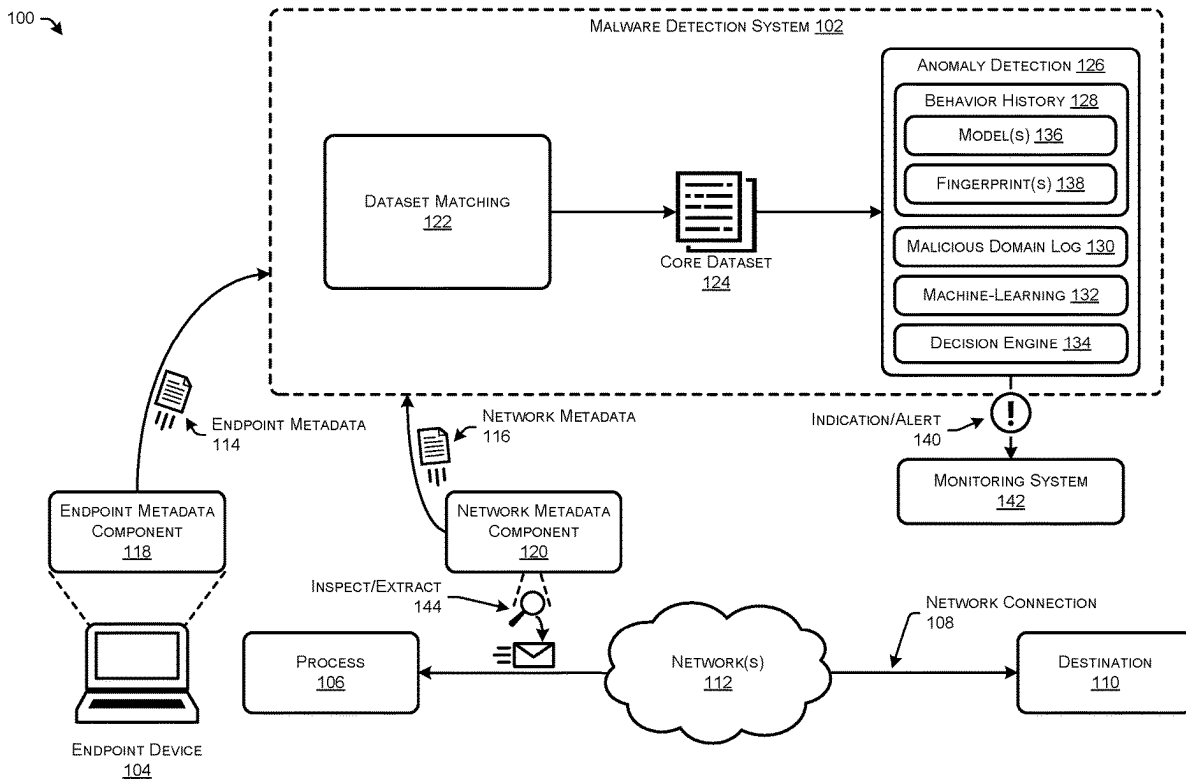 100
MALWARE DETECTION SYSTEM 102
ANOMALY DETECTION 126
BEHAVIOR HISTORY 128
MODEL(S) 136
FINGERPRINT(S) 138
MALICIOUS DOMAIN LOG 130
MACHINE-LEARNING 132
DECISION ENGINE 134
DATASET MATCHING
122
CORE DATASET
124
ENDPOINT METADATA
114
NETWORK METADATA
116
INDICATION/ALERT
140
MONITORING SYSTEM
142
ENDPOINT METADATA
COMPONENT
118
NETWORK METADATA
COMPONENT
120
INSPECT/EXTRACT
144
NETWORK CONNECTION
108
PROCESS
106
NETWORK(S)
112
DESTINATION
110
ENDPOINT DEVICE
104